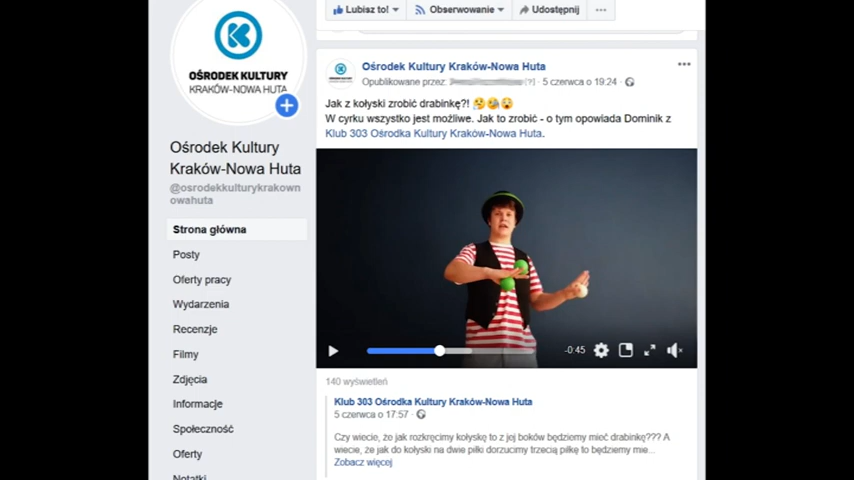 Lubisz to!
Obserwowanie
Udostępnij
OŚRODEK KULTURY
KRAKÓW-NOWA HUTA
Ośrodek Kultury
Kraków-Nowa Huta
@osrodekkulturykrakown
owahuta
Strona główna
Posty
Oferty pracy
Wydarzenia
Recenzje
Filmy
Zdjęcia
Informacje
Społeczność
Oferty
Notatki
Ośrodek Kultury Kraków-Nowa Huta
Opublikowane przez: [?] · 5 czerwca o 19:24 ·
Jak z kołyski zrobić drabinkę?!
W cyrku wszystko jest możliwe. Jak to zrobić - o tym opowiada Dominik z
Klub 303 Ośrodka Kultury Kraków-Nowa Huta.
-0:45
140 wyświetleń
Klub 303 Ośrodka Kultury Kraków-Nowa Huta
5 czerwca o 17:57 ·
Czy wiecie, że jak rozkręcimy kołyskę to z jej boków będziemy mieć drabinkę??? A
wiecie, że jak do kołyski na dwie piłki dorzucimy trzecią piłkę to będziemy mie...
Zobacz więcej